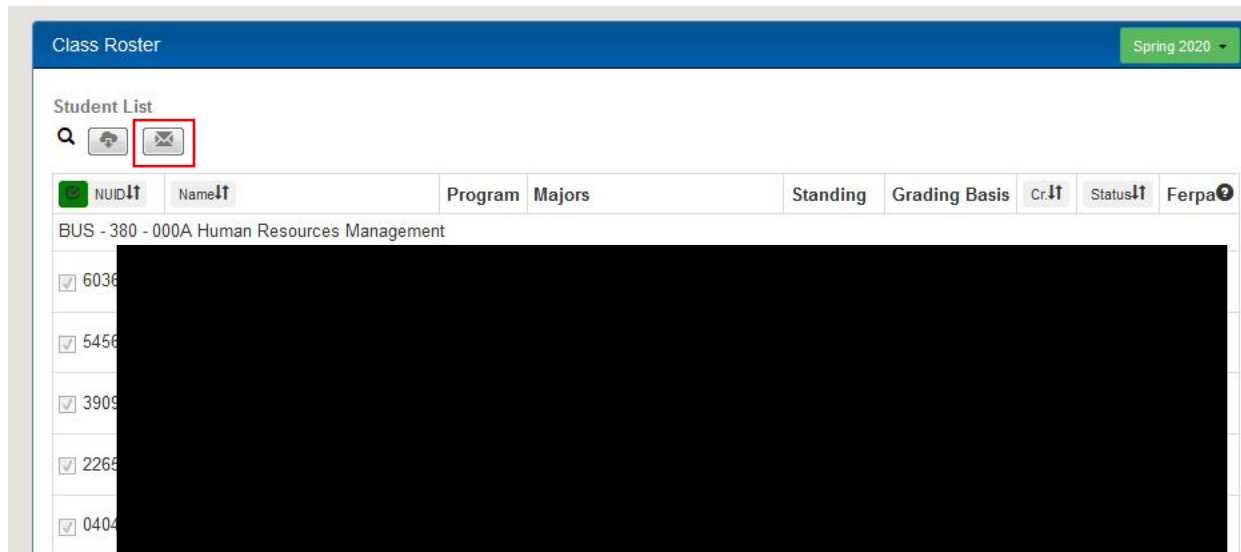 Class Roster Spring 2020
Student List
NUID Name Program Majors Standing Grading Basis Cr. Status Ferpa
BUS - 380 - 000A Human Resources Management
6036
5456
3909
2265
0404